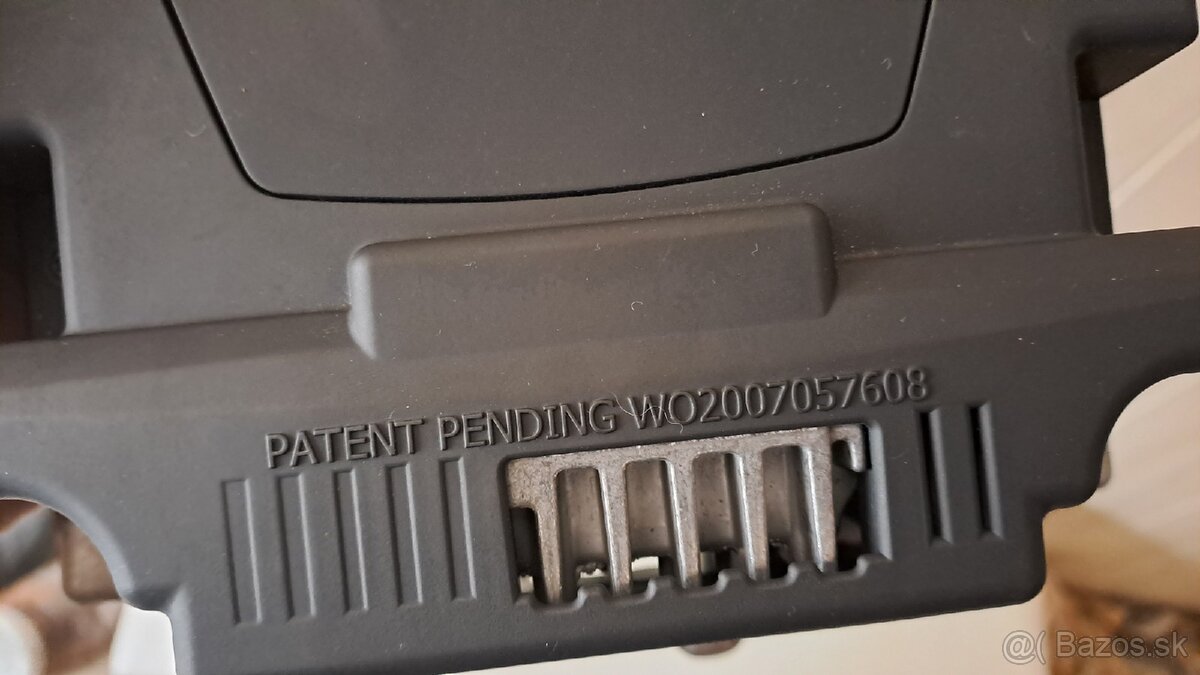 PATENT PENDING WO2007057608
@( Bazos.sk